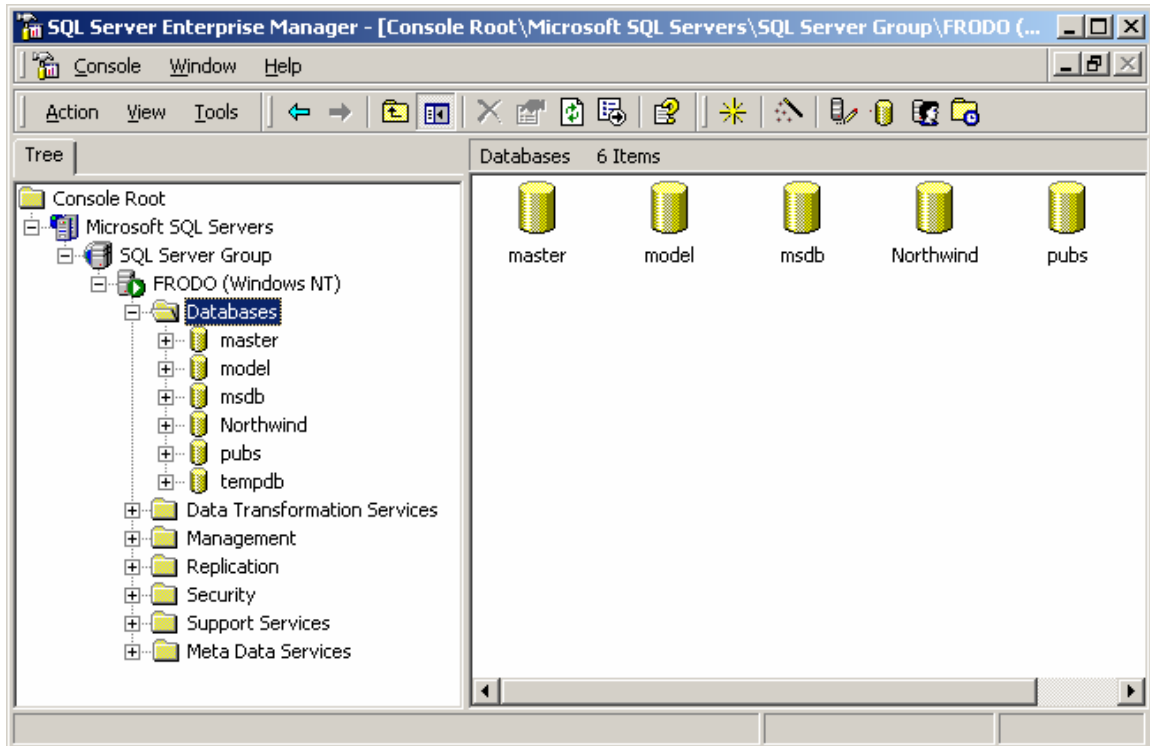 SQL Server Enterprise Manager - [Console Root\Microsoft SQL Servers\SQL Server Group\FRODO (...
Console Window Help
Action View Tools
Tree
Databases 6 Items
Console Root
Microsoft SQL Servers
SQL Server Group
FRODO (Windows NT)
Databases
master
model
msdb
Northwind
pubs
tempdb
Data Transformation Services
Management
Replication
Security
Support Services
Meta Data Services
master model msdb Northwind pubs